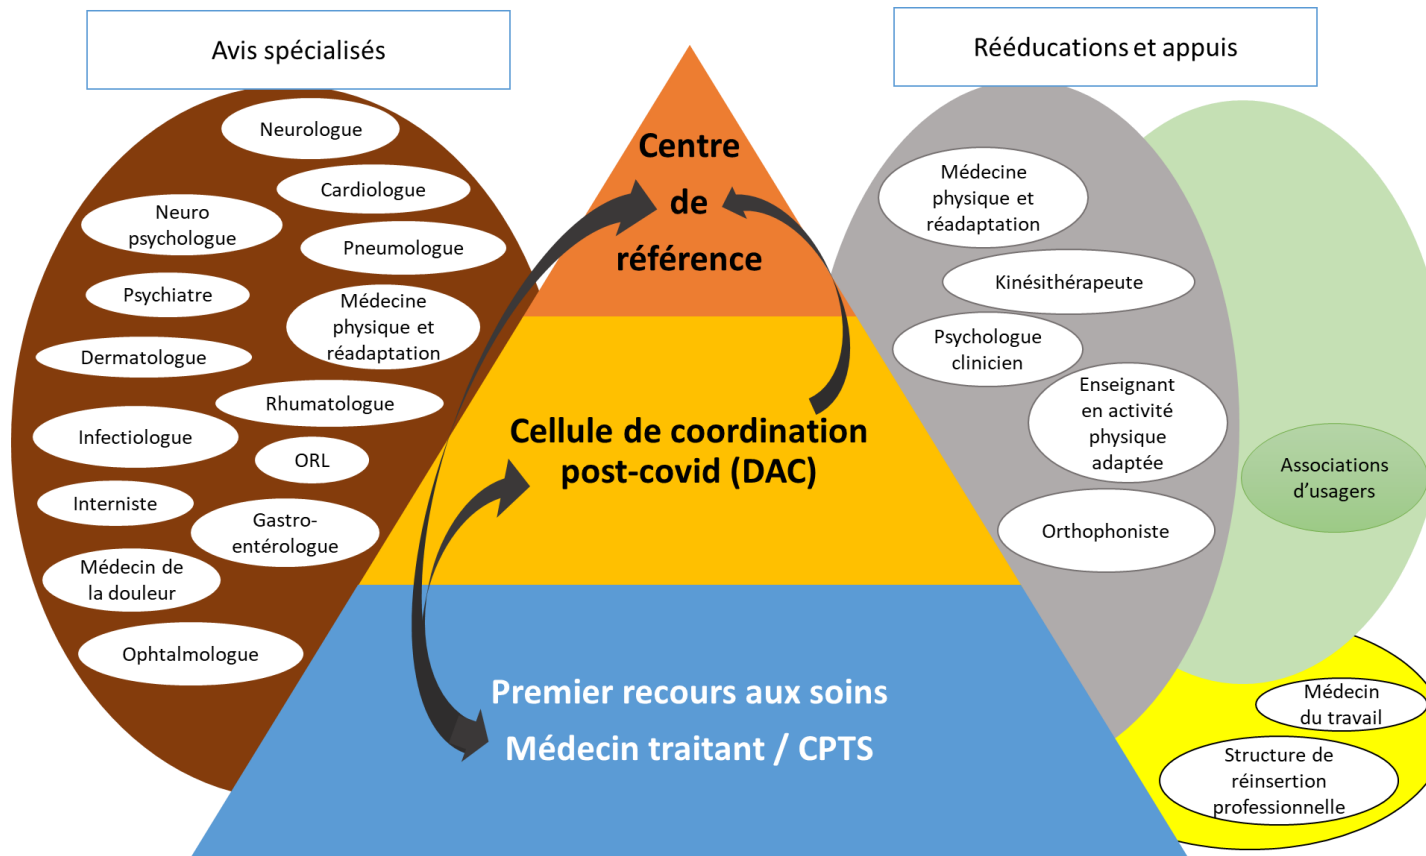 Avis spécialisés
Neurologue
Cardiologue
Neuro
psychologue
Pneumologue
Psychiatre
Médecine
physique et
réadaptation
Dermatologue
Rhumatologue
Infectiologue
ORL
Interniste
Gastro-
entérologue
Médecin de
la douleur
Ophtalmologue
Centre
de
référence
Cellule de coordination
post-covid (DAC)
Premier recours aux soins
Médecin traitant / CPTS
Rééducations et appuis
Médecine
physique et
réadaptation
Kinésithérapeute
Psychologue
clinicien
Enseignant
en activité
physique
adaptée
Orthophoniste
Associations
d’usagers
Médecin
du travail
Structure de
réinsertion
professionnelle